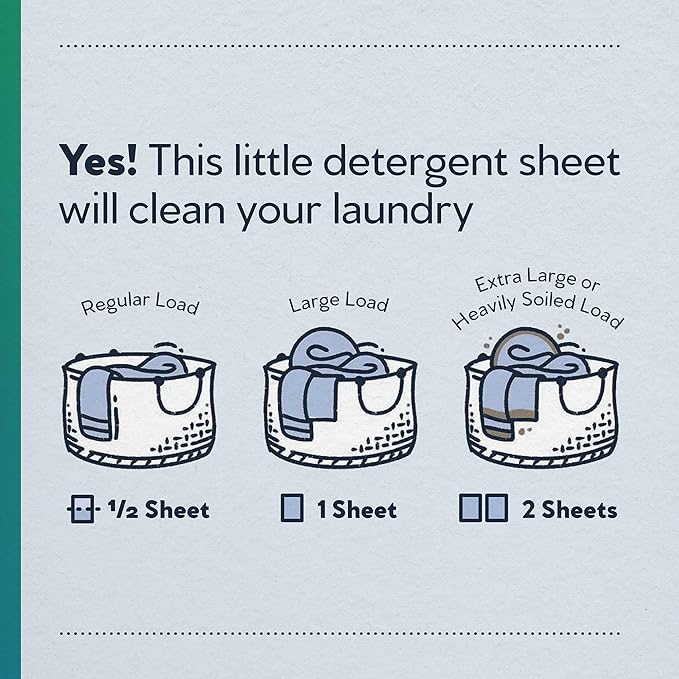 Yes! This little detergent sheet
will clean your laundry
Regular Load
Large Load
Extra Large or
Heavily Soiled Load
1/2 Sheet
1 Sheet
2 Sheets